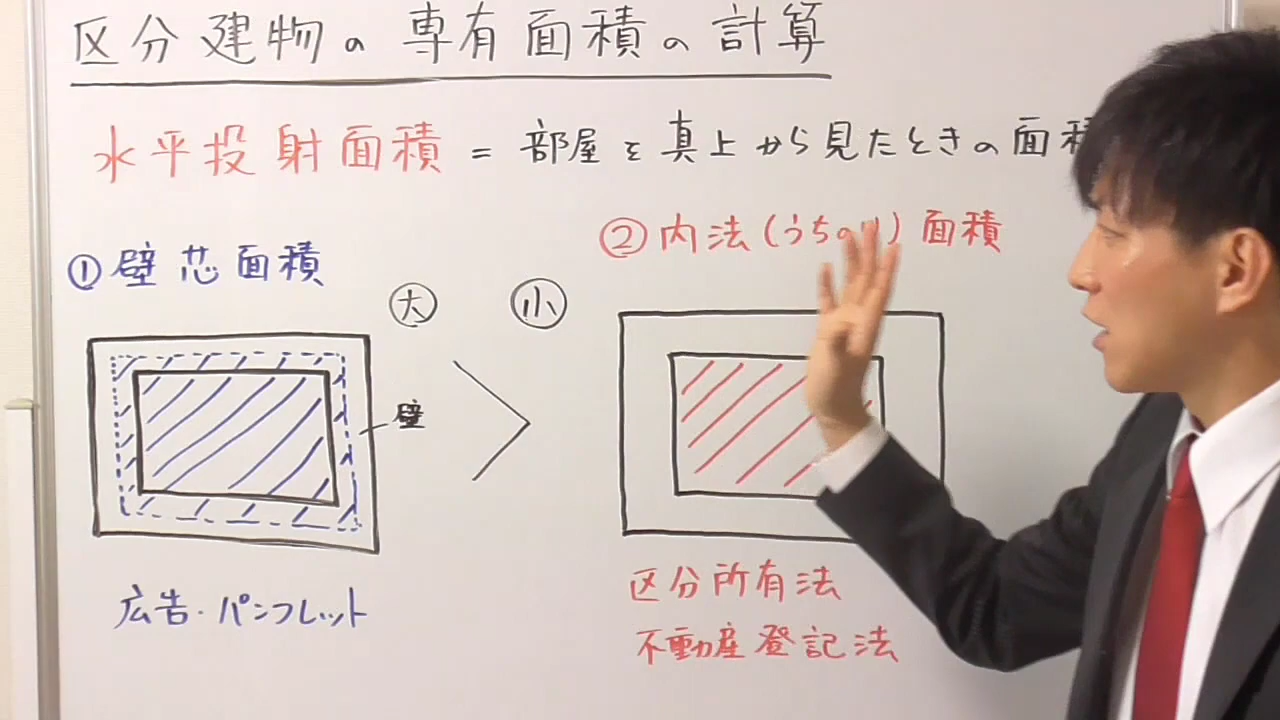 区分建物の専有面積の計算
水平投射面積 = 部屋を真上から見たときの面積
① 壁芯面積
② 内法(うちのり)面積
大
小
壁
広告・パンフレット
区分所有法
不動産登記法